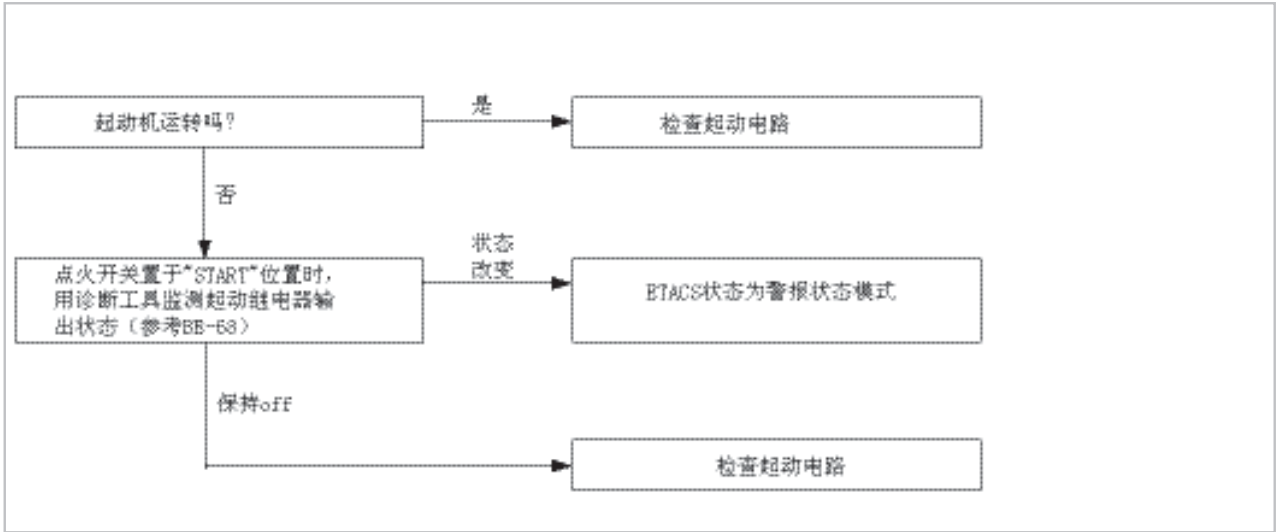 起动机运转吗?
是
检查起动电路
否
点火开关置于"START"位置时,
用诊断工具监测起动继电器输
出状态（参考BE-63）
状态
改变
ETACS状态为警报状态模式
保持off
检查起动电路